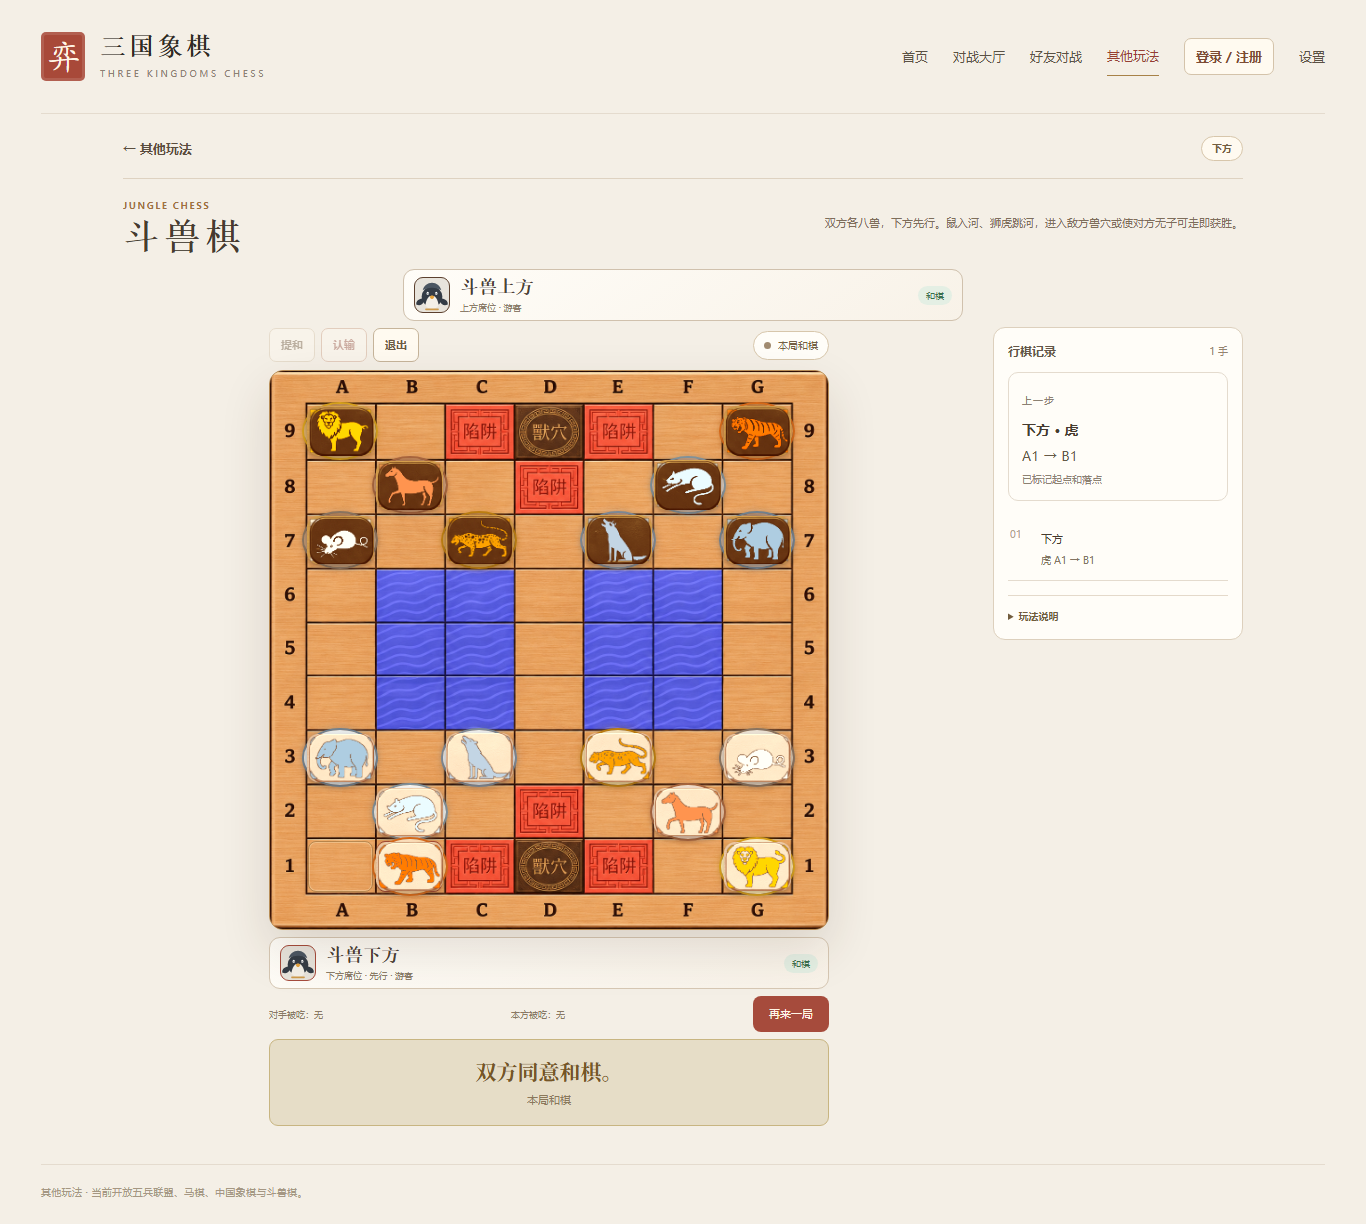 弈
三国象棋
THREE KINGDOMS CHESS
首页 对战大厅 好友对战 其他玩法 登录 / 注册 设置
← 其他玩法
下方
JUNGLE CHESS
斗兽棋
双方各八兽，下方先行。鼠入河、狮虎跳河，进入敌方兽穴或使对方无子可走即获胜。
斗兽上方
上方席位 · 游客
和棋
提和 认输 退出
本局和棋
A B C D E F G
9 陷阱 獸穴 陷阱 9
8 陷阱 8
7 7
6 6
5 5
4 4
3 3
2 陷阱 2
1 陷阱 獸穴 陷阱 1
A B C D E F G
斗兽下方
下方席位 · 先行 · 游客
和棋
对手被吃：无
本方被吃：无
再来一局
双方同意和棋。
本局和棋
行棋记录
1 手
上一步
下方 • 虎
A1 → B1
已标记起点和落点
01 下方
虎 A1 → B1
▶ 玩法说明
其他玩法 · 当前开放五兵联盟、马棋、中国象棋与斗兽棋。